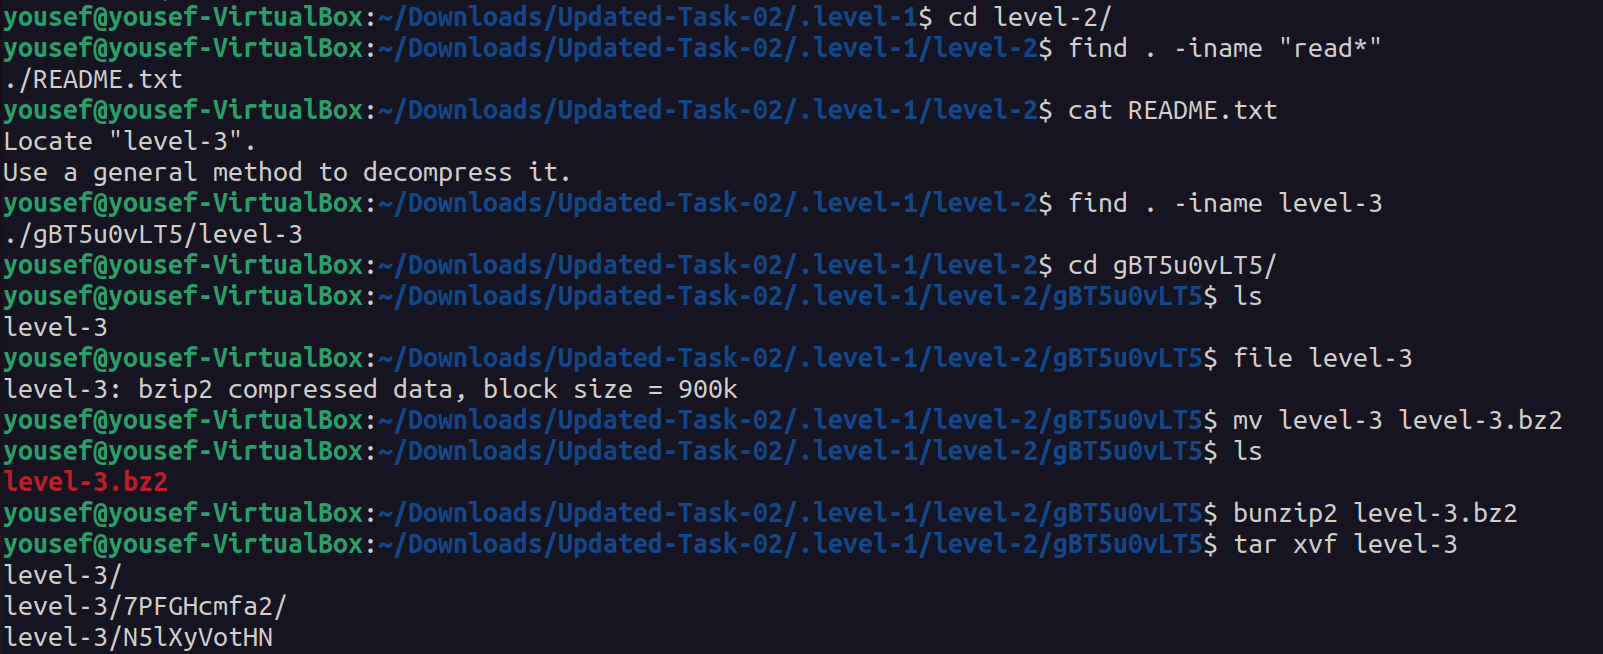 yousef@yousef-VirtualBox:~/Downloads/Updated-Task-02/.level-1$ cd level-2/
yousef@yousef-VirtualBox:~/Downloads/Updated-Task-02/.level-1/level-2$ find . -iname "read*"
./README.txt
yousef@yousef-VirtualBox:~/Downloads/Updated-Task-02/.level-1/level-2$ cat README.txt
Locate "level-3".
Use a general method to decompress it.
yousef@yousef-VirtualBox:~/Downloads/Updated-Task-02/.level-1/level-2$ find . -iname level-3
./gBT5u0vLT5/level-3
yousef@yousef-VirtualBox:~/Downloads/Updated-Task-02/.level-1/level-2$ cd gBT5u0vLT5/
yousef@yousef-VirtualBox:~/Downloads/Updated-Task-02/.level-1/level-2/gBT5u0vLT5$ ls
level-3
yousef@yousef-VirtualBox:~/Downloads/Updated-Task-02/.level-1/level-2/gBT5u0vLT5$ file level-3
level-3: bzip2 compressed data, block size = 900k
yousef@yousef-VirtualBox:~/Downloads/Updated-Task-02/.level-1/level-2/gBT5u0vLT5$ mv level-3 level-3.bz2
yousef@yousef-VirtualBox:~/Downloads/Updated-Task-02/.level-1/level-2/gBT5u0vLT5$ ls
level-3.bz2
yousef@yousef-VirtualBox:~/Downloads/Updated-Task-02/.level-1/level-2/gBT5u0vLT5$ bunzip2 level-3.bz2
yousef@yousef-VirtualBox:~/Downloads/Updated-Task-02/.level-1/level-2/gBT5u0vLT5$ tar xvf level-3
level-3/
level-3/7PFGHcmfa2/
level-3/N5lXyVotHN